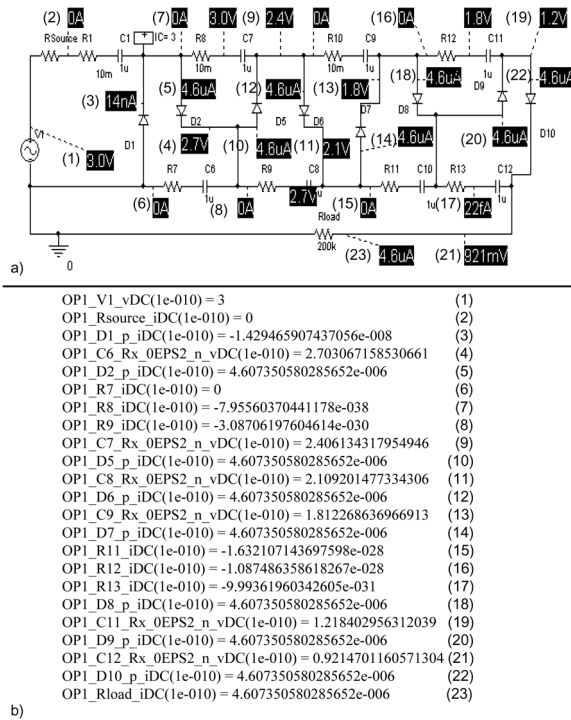 (2) 0A (7) 0A 3.0V (9) 2.4V 0A (16) 0A 1.8V (19) 1.2V
RSource R1 C1 IC= 3 R8 C7 R10 C9 R12 C11
10m 1u 10m 1u 10m 1u 10m 1u
(3) 14nA (5) 4.6uA (12) 4.6uA (13) 1.8V (18) 4.6uA D9 (22) 4.6uA
V1 D1 D2 D5 D6 D7 D8 D10
(1) 3.0V (4) 2.7V (10) 4.6uA (11) 2.1V (14) 4.6uA (20) 4.6uA
R7 C6 R9 C8 R11 C10 R13 C12
(6) 0A 1u (8) 0A 2.7V u (15) 0A 1u (17) 22fA 1u
Rload
200k (23) 4.6uA (21) 921mV
0
a)
OP1_V1_vDC(1e-010) = 3 (1)
OP1_Rsource_iDC(1e-010) = 0 (2)
OP1_D1_p_iDC(1e-010) = -1.429465907437056e-008 (3)
OP1_C6_Rx_0EPS2_n_vDC(1e-010) = 2.703067158530661 (4)
OP1_D2_p_iDC(1e-010) = 4.607350580285652e-006 (5)
OP1_R7_iDC(1e-010) = 0 (6)
OP1_R8_iDC(1e-010) = -7.95560370441178e-038 (7)
OP1_R9_iDC(1e-010) = -3.08706197604614e-030 (8)
OP1_C7_Rx_0EPS2_n_vDC(1e-010) = 2.406134317954946 (9)
OP1_D5_p_iDC(1e-010) = 4.607350580285652e-006 (10)
OP1_C8_Rx_0EPS2_n_vDC(1e-010) = 2.109201477334306 (11)
OP1_D6_p_iDC(1e-010) = 4.607350580285652e-006 (12)
OP1_C9_Rx_0EPS2_n_vDC(1e-010) = 1.812268636966913 (13)
OP1_D7_p_iDC(1e-010) = 4.607350580285652e-006 (14)
OP1_R11_iDC(1e-010) = -1.632107143697598e-028 (15)
OP1_R12_iDC(1e-010) = -1.087486358618267e-028 (16)
OP1_R13_iDC(1e-010) = -9.99361960342605e-031 (17)
OP1_D8_p_iDC(1e-010) = 4.607350580285652e-006 (18)
OP1_C11_Rx_0EPS2_n_vDC(1e-010) = 1.218402956312039 (19)
OP1_D9_p_iDC(1e-010) = 4.607350580285652e-006 (20)
OP1_C12_Rx_0EPS2_n_vDC(1e-010) = 0.9214701160571304 (21)
OP1_D10_p_iDC(1e-010) = 4.607350580285652e-006 (22)
OP1_Rload_iDC(1e-010) = 4.607350580285652e-006 (23)
b)